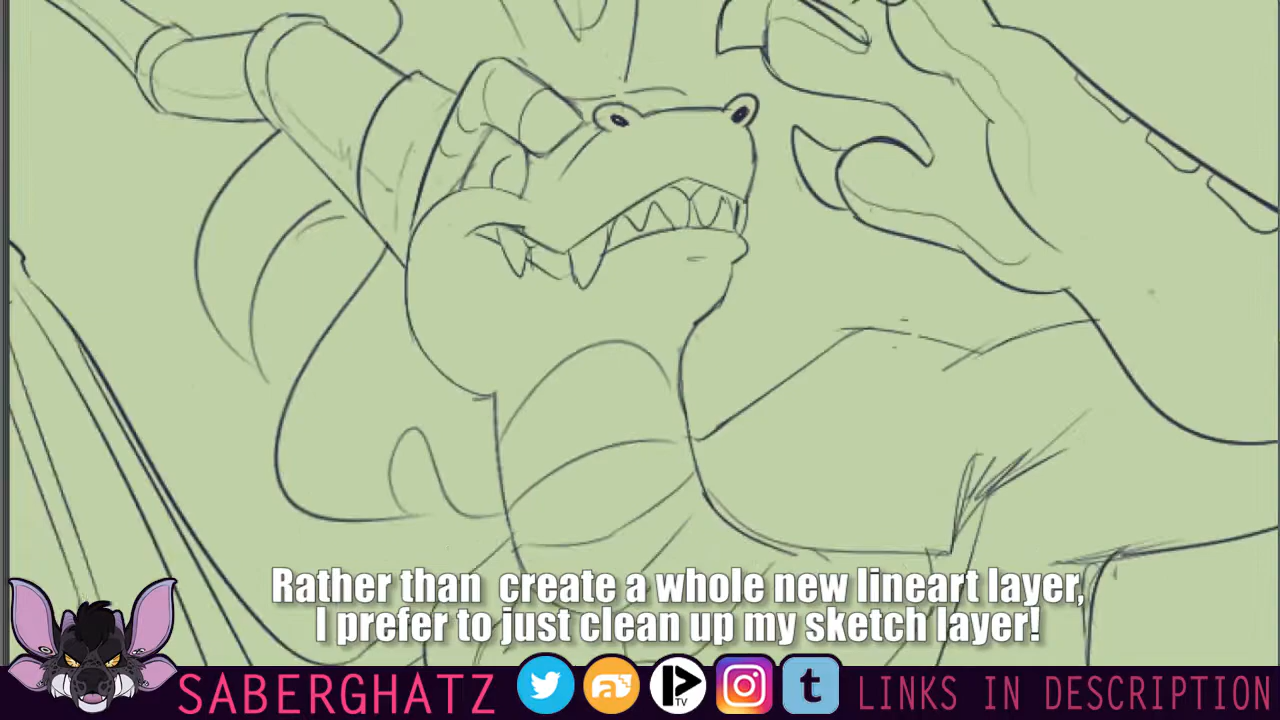 Rather than create a whole new lineart layer,
I prefer to just clean up my sketch layer!
SABERGHATZ
TV
t
LINKS IN DESCRIPTION